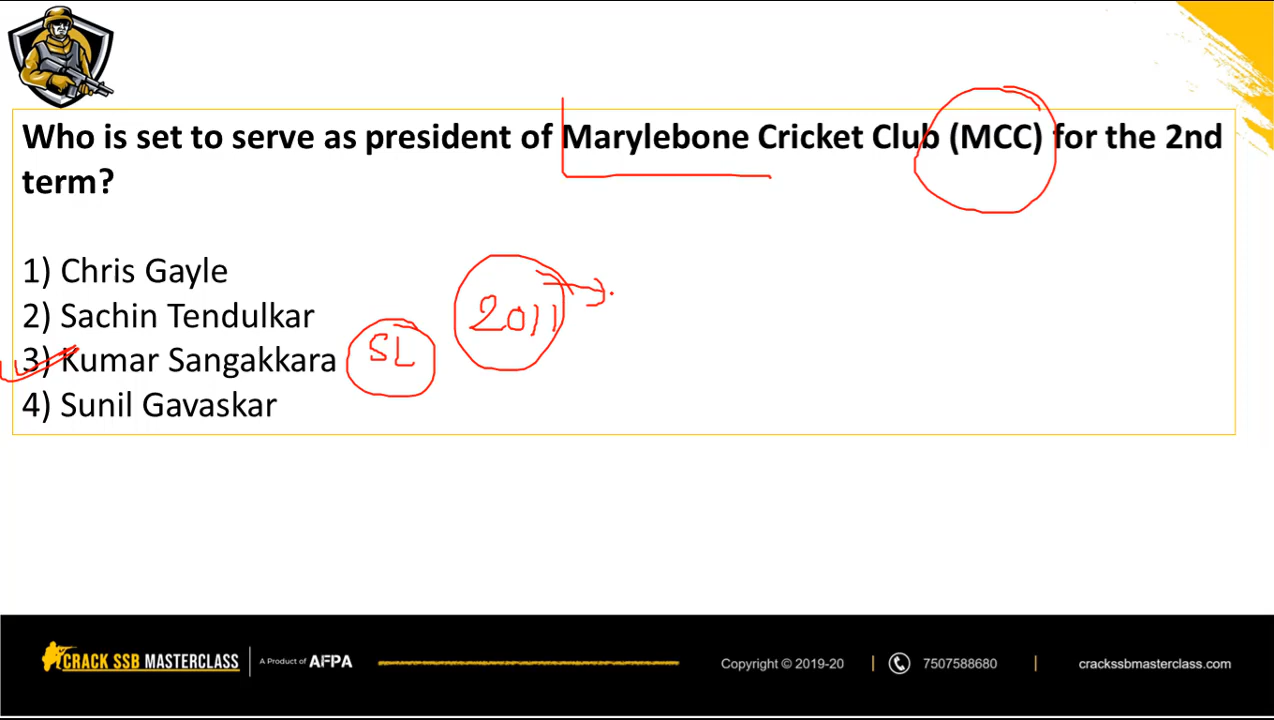 Who is set to serve as president of Marylebone Cricket Club (MCC) for the 2nd
term?
1) Chris Gayle
2) Sachin Tendulkar
3) Kumar Sangakkara
4) Sunil Gavaskar
SL
2011
CRACK SSB MASTERCLASS
A Product of AFPA
Copyright © 2019-20
7507588680
crackssbmasterclass.com